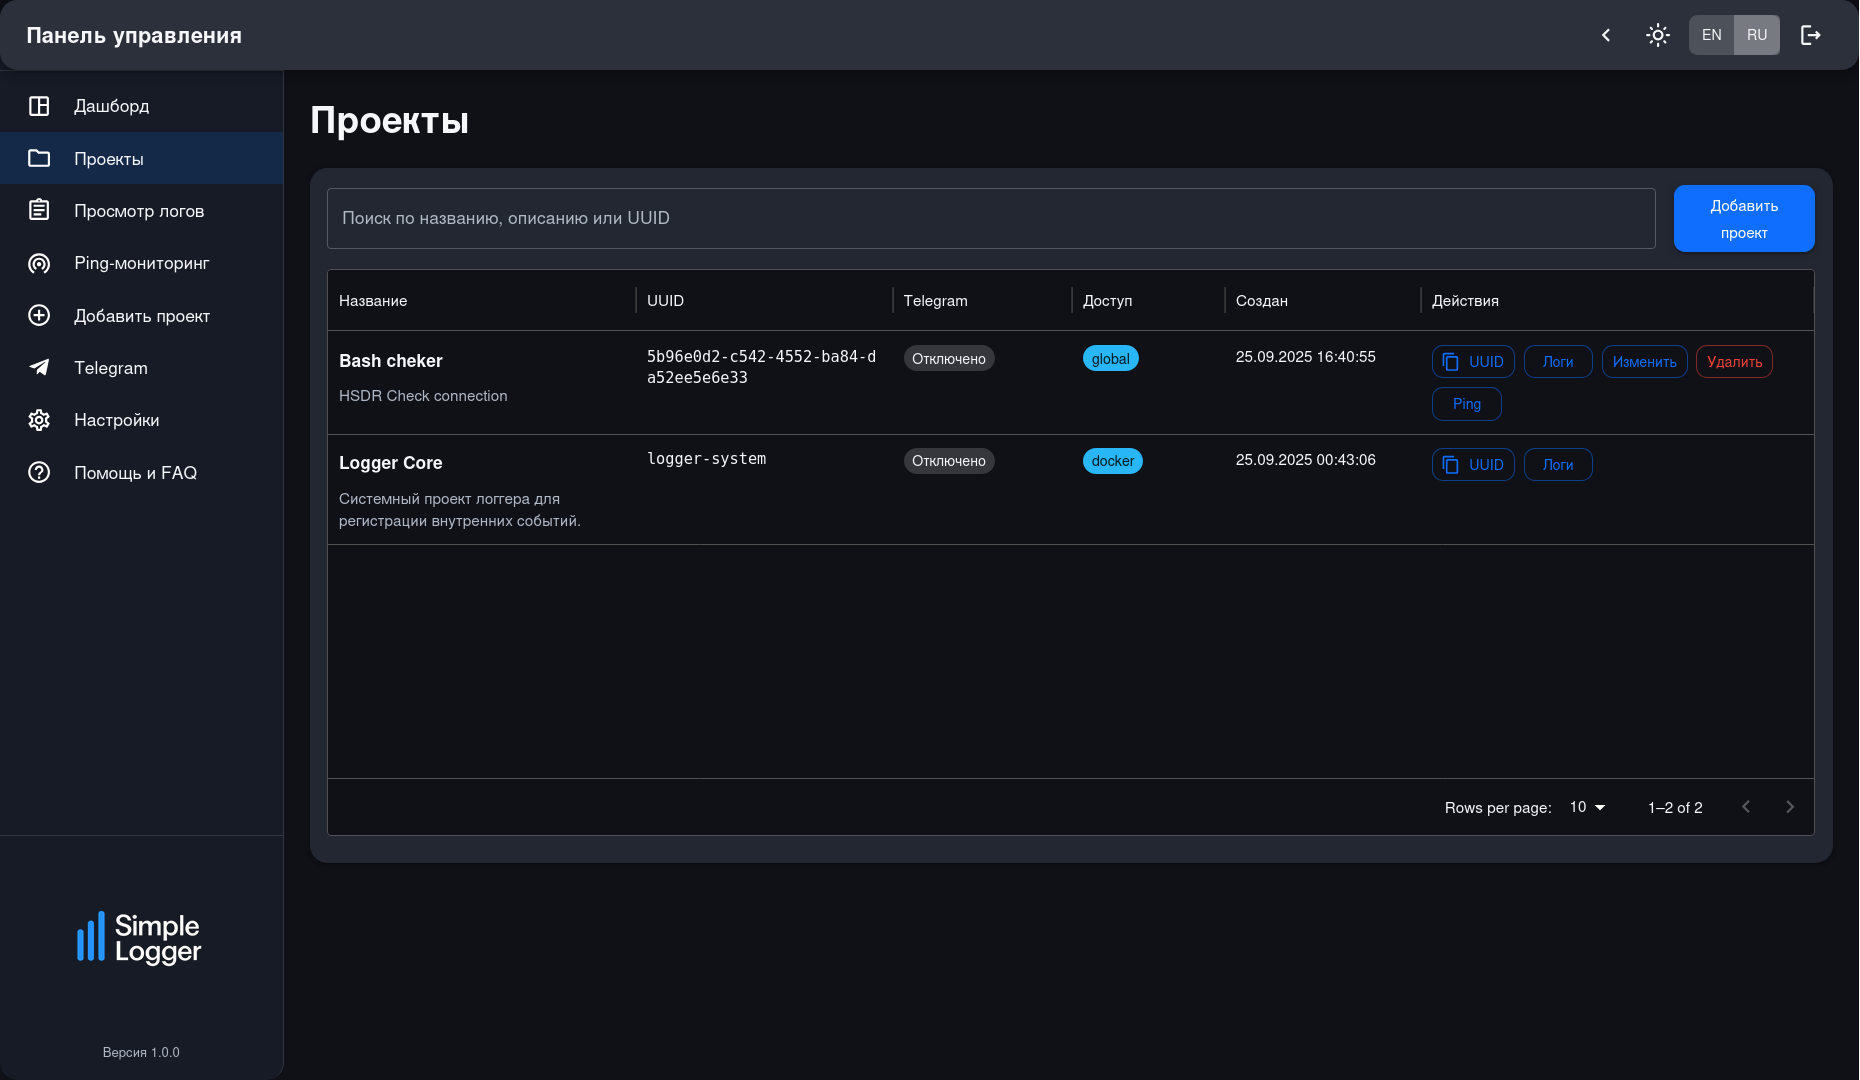 Панель управления
EN RU
Дашборд
Проекты
Просмотр логов
Ping-мониторинг
Добавить проект
Telegram
Настройки
Помощь и FAQ
Simple
Logger
Версия 1.0.0
Проекты
Поиск по названию, описанию или UUID
Добавить
проект
Название UUID Telegram Доступ Создан Действия
Bash cheker
HSDR Check connection
5b96e0d2-c542-4552-ba84-d
a52ee5e6e33
Отключено
global
25.09.2025 16:40:55
UUID Логи Изменить Удалить
Ping
Logger Core
Системный проект логгера для
регистрации внутренних событий.
logger-system
Отключено
docker
25.09.2025 00:43:06
UUID Логи
Rows per page: 10 1–2 of 2